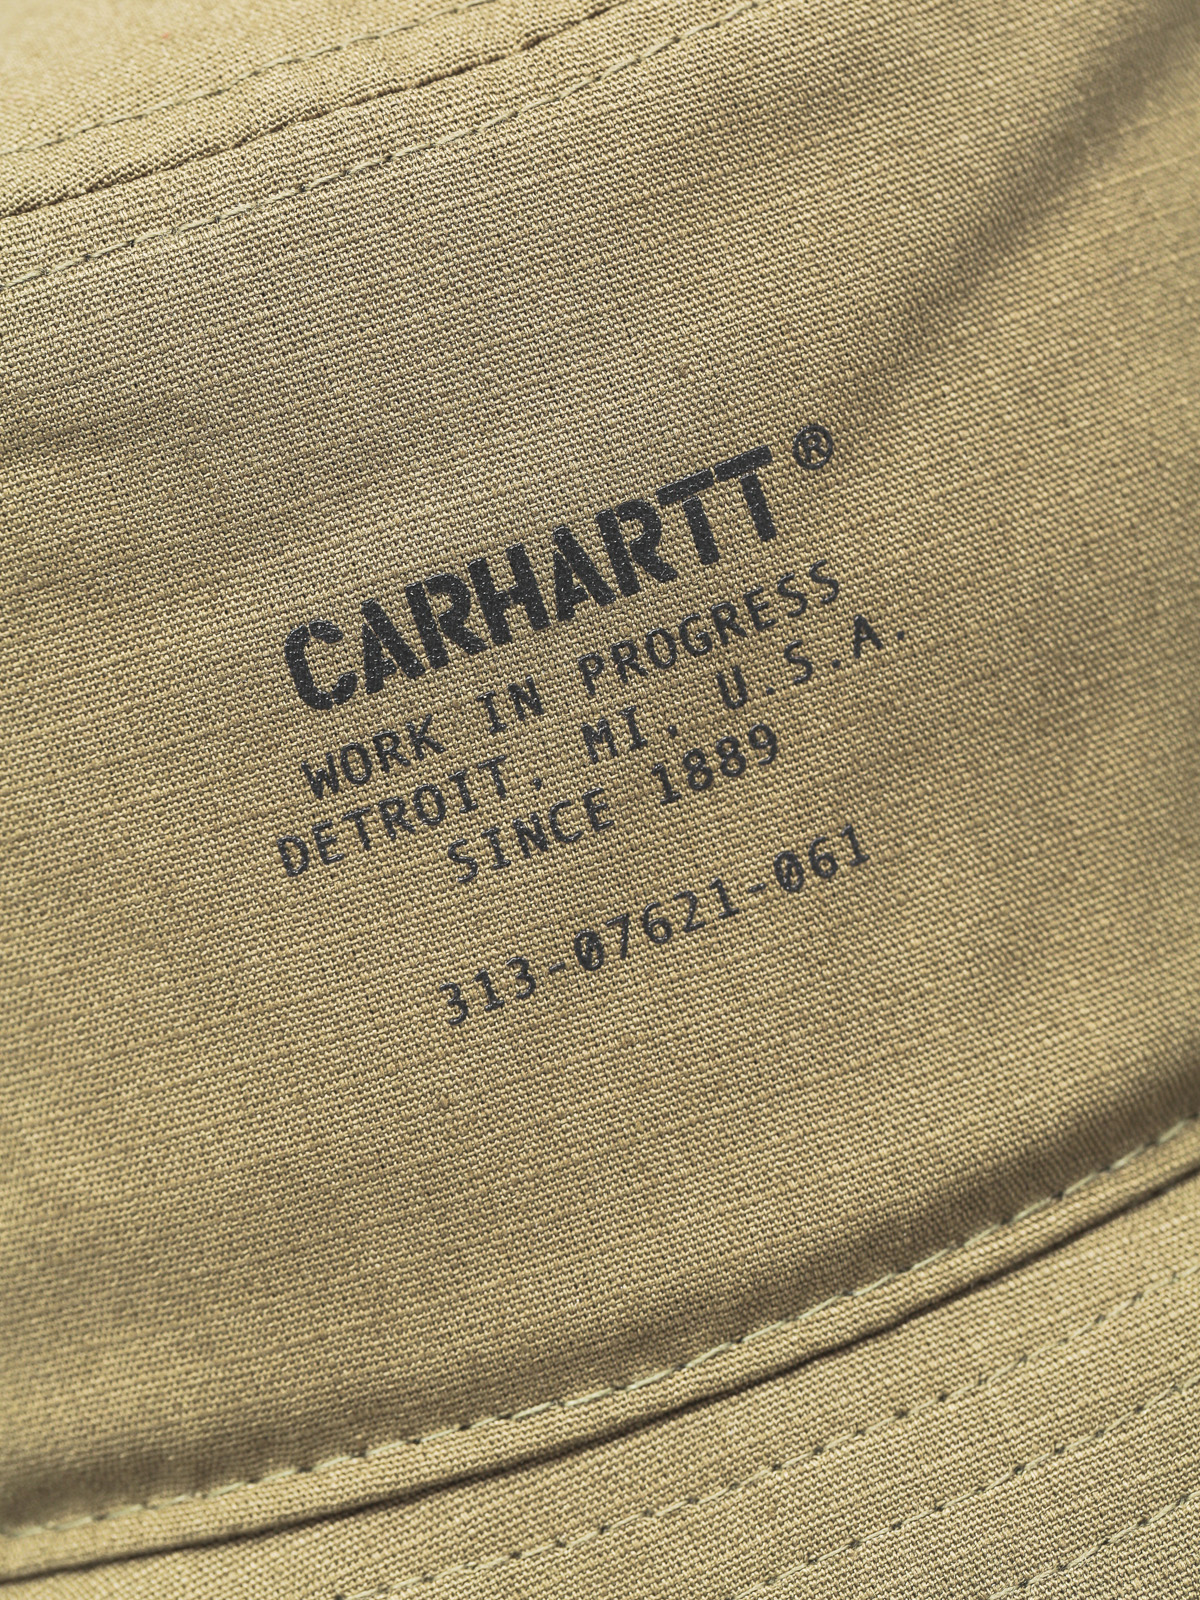 CARHARTT®
WORK IN PROGRESS
DETROIT, MI. U.S.A.
SINCE 1889
313-07621-061